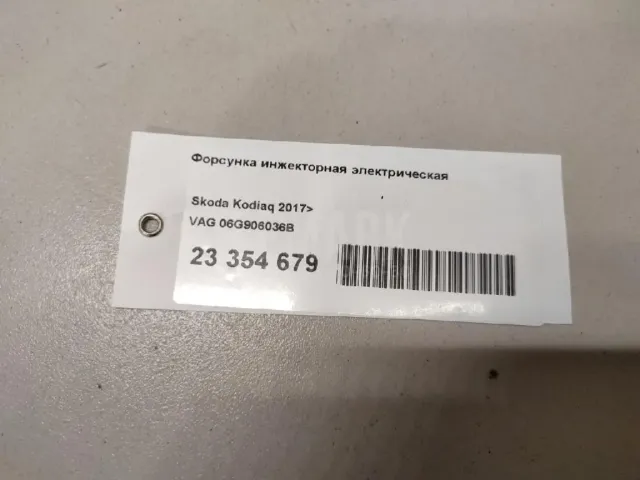 Форсунка инжекторная электрическая
Skoda Kodiaq 2017>
VAG 06G906036B
23 354 679